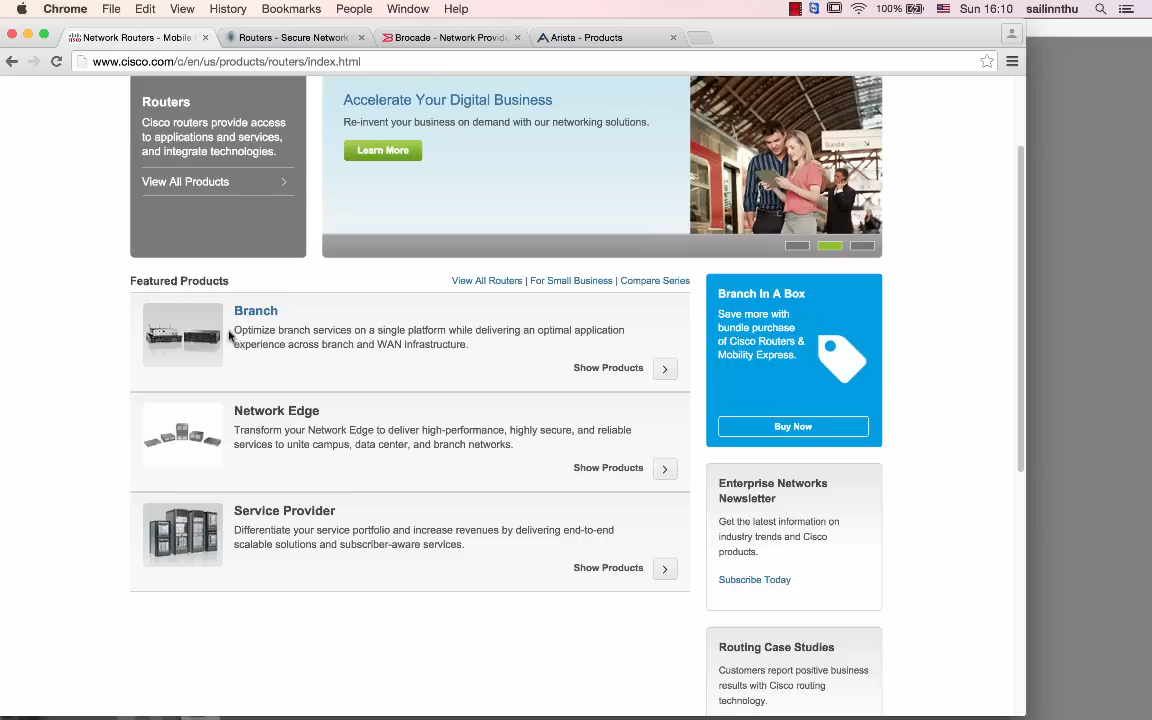 Chrome File Edit View History Bookmarks People Window Help 100% Sun 16:10 sailinnthu
Network Routers - Mobile Routers - Secure Network Brocade - Network Provid Arista - Products
www.cisco.com/c/en/us/products/routers/index.html
Routers
Cisco routers provide access
to applications and services,
and integrate technologies.
View All Products
Accelerate Your Digital Business
Re-invent your business on demand with our networking solutions.
Learn More
Featured Products
View All Routers | For Small Business | Compare Series
Branch
Optimize branch services on a single platform while delivering an optimal application
experience across branch and WAN infrastructure.
Show Products
Network Edge
Transform your Network Edge to deliver high-performance, highly secure, and reliable
services to unite campus, data center, and branch networks.
Show Products
Service Provider
Differentiate your service portfolio and increase revenues by delivering end-to-end
scalable solutions and subscriber-aware services.
Show Products
Branch In A Box
Save more with
bundle purchase
of Cisco Routers &
Mobility Express.
Buy Now
Enterprise Networks
Newsletter
Get the latest information on
industry trends and Cisco
products.
Subscribe Today
Routing Case Studies
Customers report positive business
results with Cisco routing
technology.